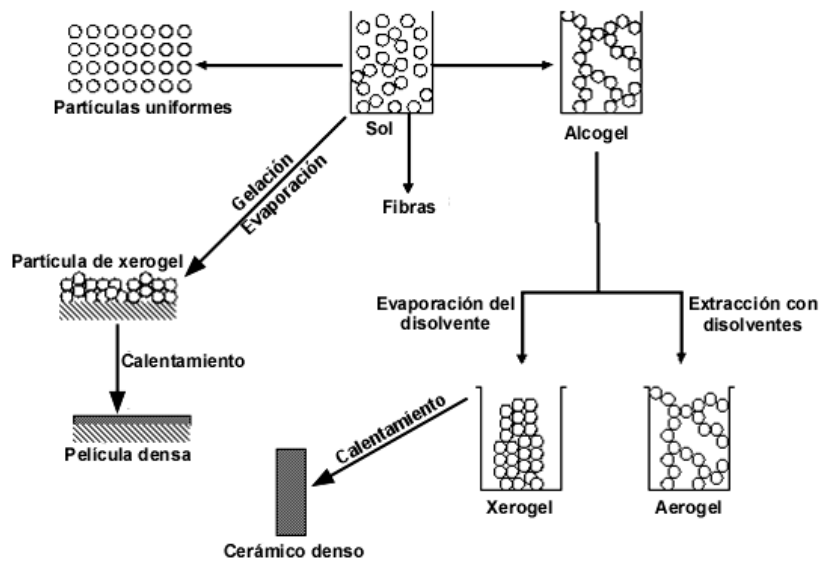 Partículas uniformes
Sol
Alcogel
Gelación
Evaporación
Fibras
Partícula de xerogel
Evaporación del
disolvente
Extracción con
disolventes
Calentamiento
Calentamiento
Película densa
Xerogel
Aerogel
Cerámico denso